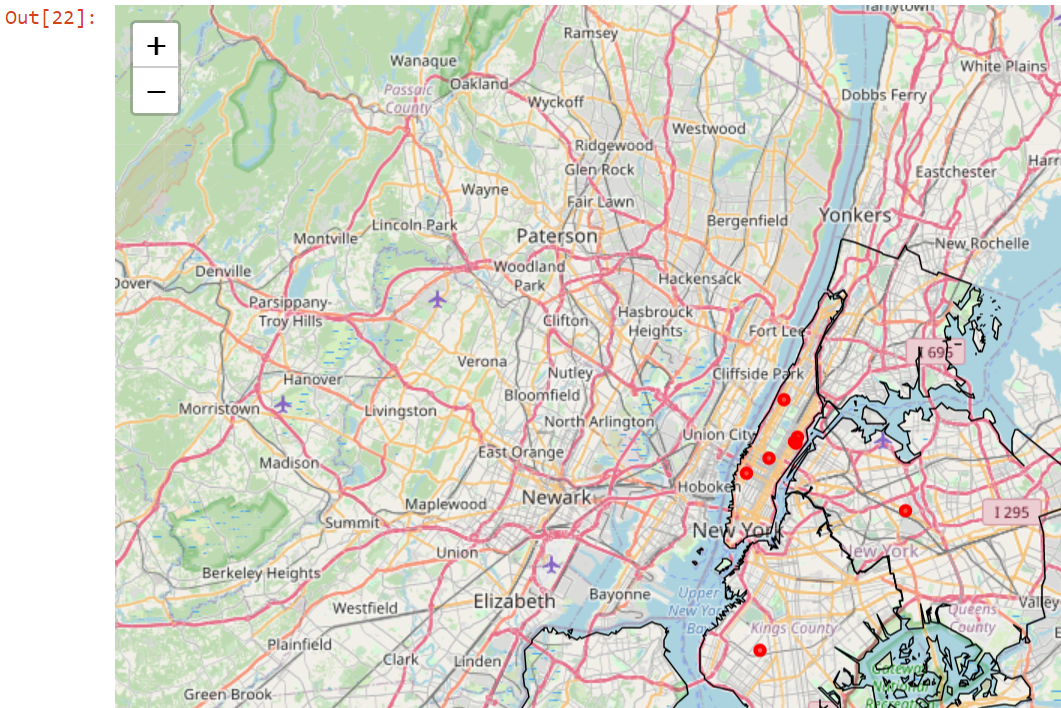 Out[22]:
+
−
Ramsey
Tarrytown
Wanaque
White Plains
Passaic
County
Oakland
Dobbs Ferry
Wyckoff
Westwood
Ridgewood
Glen Rock
Eastchester
Wayne
Fair Lawn
Lincoln Park
Bergenfield
Yonkers
Montville
Paterson
New Rochelle
Denville
Woodland
Park
Hackensack
Dover
Parsippany-
Troy Hills
Hasbrouck
Heights
Clifton
Fort Lee
I 695
Verona
Nutley
Cliffside Park
Hanover
Bloomfield
Morristown
Livingston
North Arlington
Union City
East Orange
Madison
Hoboken
Newark
Maplewood
I 295
Summit
New York
Union
New York
Berkeley Heights
Elizabeth
Bayonne
Upper
New York
Bay
Westfield
Queens
County
Valley
Kings County
Plainfield
Clark
Linden
Gateway
National
Recreation
Green Brook